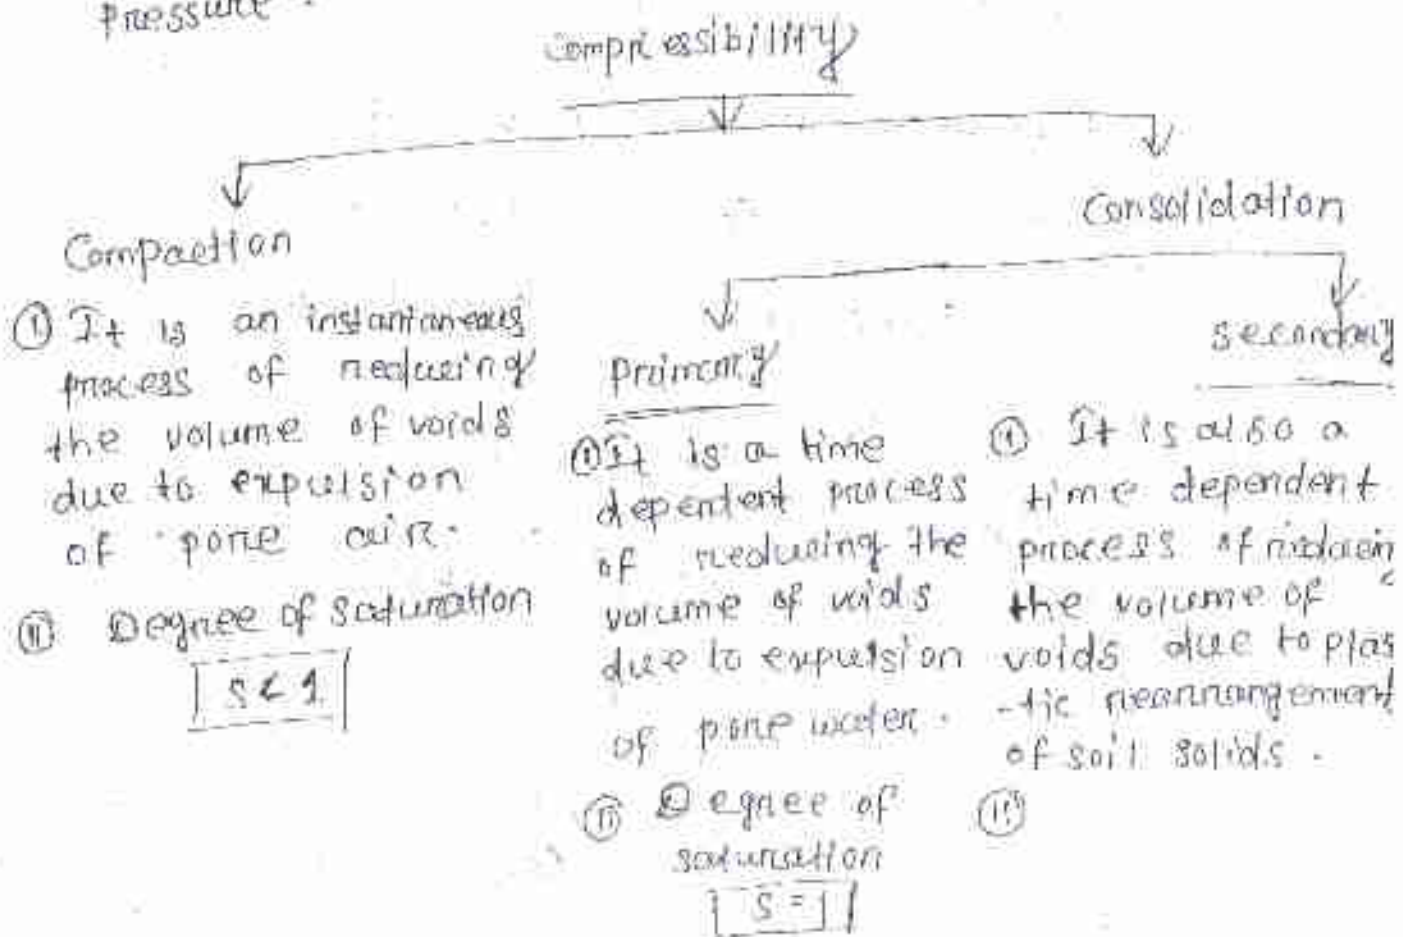 Pressure.
Compressibility
Compaction
Consolidation
① It is an instantaneous
process of reducing
the volume of voids
due to expulsion
of pore air.
⑪ Degree of saturation
S < 1
primary
① It is a time
dependent process
of reducing the
volume of voids
due to expulsion
of pore water.
⑪ Degree of
saturation
S = 1
secondary
① It is also a
time dependent
process of reducin
the volume of
voids due to plas
-tic rearrangement
of soil solids.
⑪